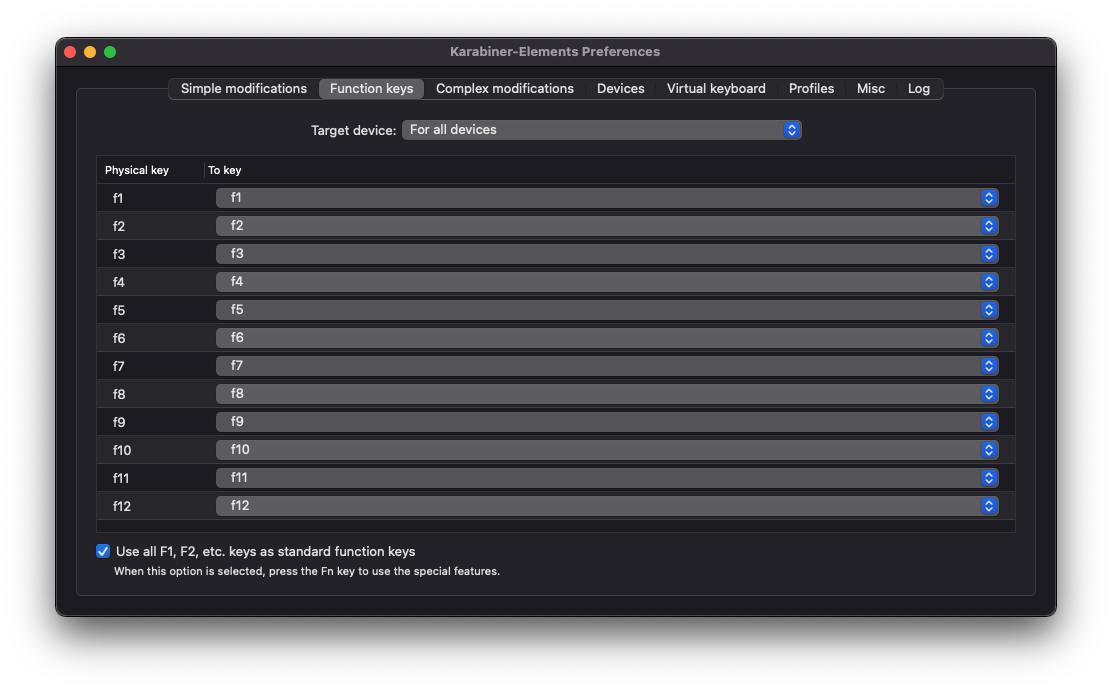 Karabiner-Elements Preferences
Simple modifications Function keys Complex modifications Devices Virtual keyboard Profiles Misc Log
Target device: For all devices
Physical key To key
f1 f1
f2 f2
f3 f3
f4 f4
f5 f5
f6 f6
f7 f7
f8 f8
f9 f9
f10 f10
f11 f11
f12 f12
Use all F1, F2, etc. keys as standard function keys
When this option is selected, press the Fn key to use the special features.